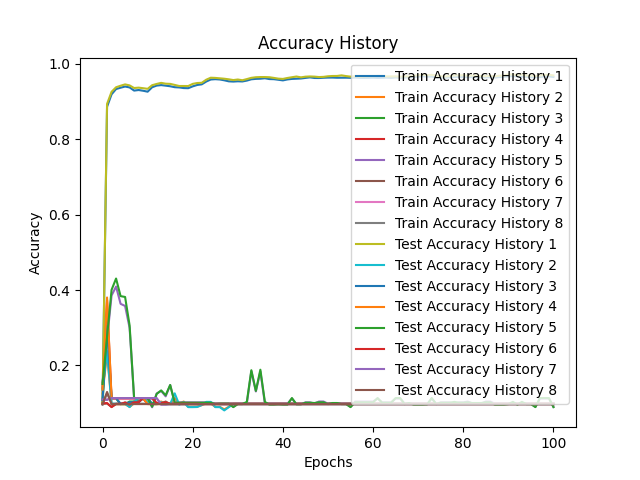 Accuracy History
1.0
0.8
0.6
0.4
0.2
Accuracy
0
20
40
60
80
100
Epochs
Train Accuracy History 1
Train Accuracy History 2
Train Accuracy History 3
Train Accuracy History 4
Train Accuracy History 5
Train Accuracy History 6
Train Accuracy History 7
Train Accuracy History 8
Test Accuracy History 1
Test Accuracy History 2
Test Accuracy History 3
Test Accuracy History 4
Test Accuracy History 5
Test Accuracy History 6
Test Accuracy History 7
Test Accuracy History 8